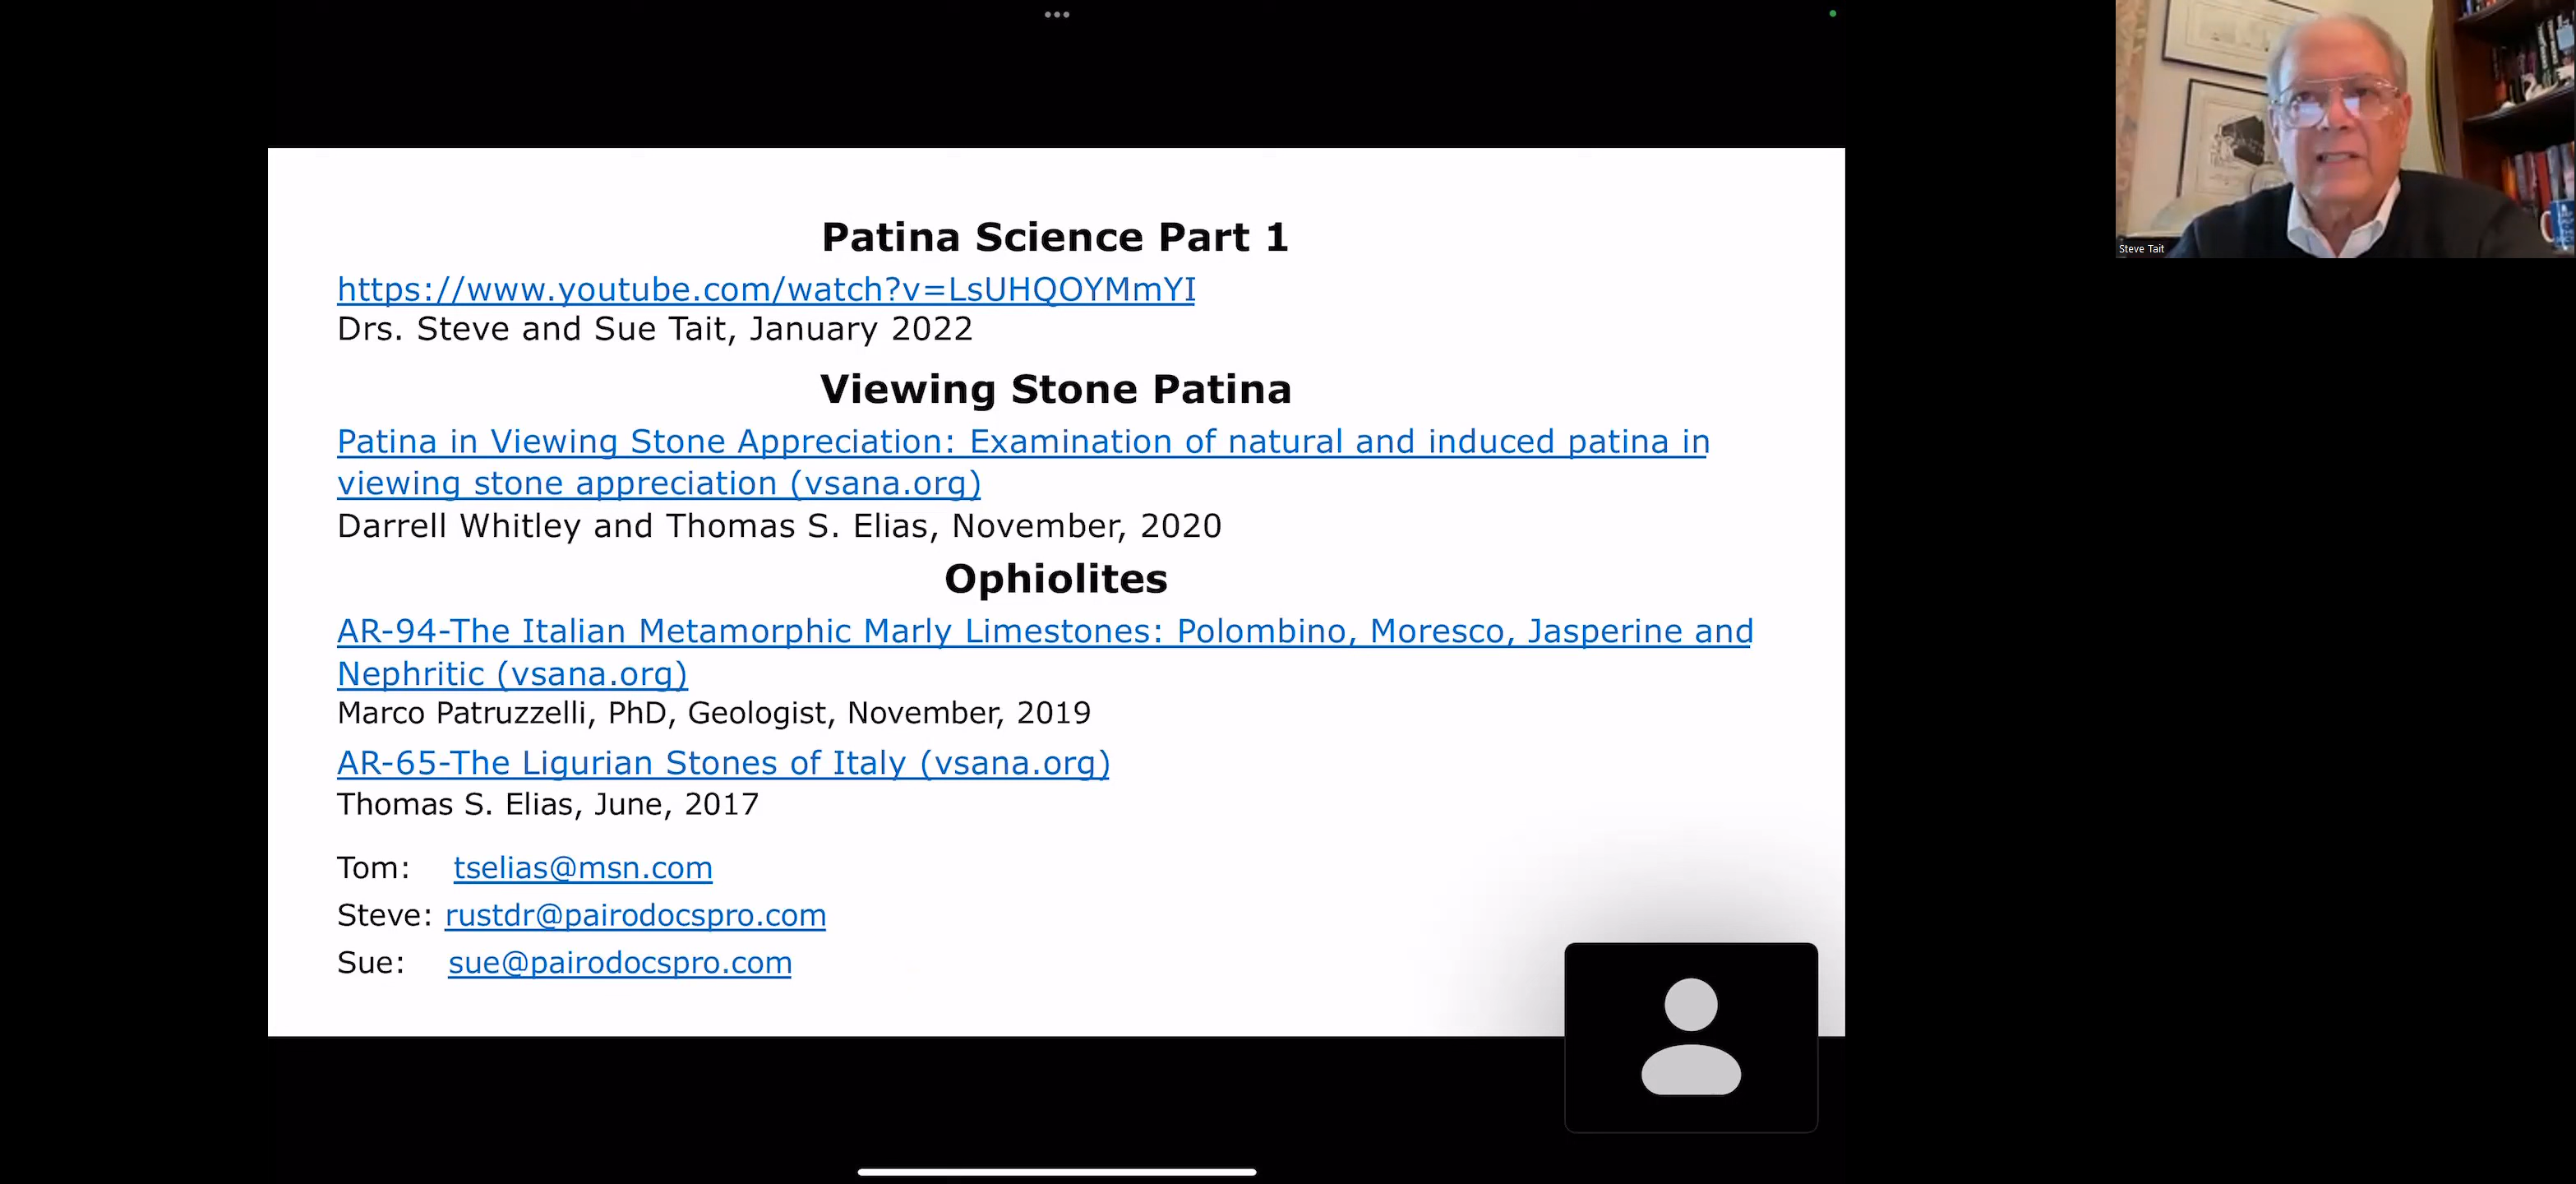 Patina Science Part 1
https://www.youtube.com/watch?v=LsUHQOYMmYI
Drs. Steve and Sue Tait, January 2022
Viewing Stone Patina
Patina in Viewing Stone Appreciation: Examination of natural and induced patina in
viewing stone appreciation (vsana.org)
Darrell Whitley and Thomas S. Elias, November, 2020
Ophiolites
AR-94-The Italian Metamorphic Marly Limestones: Polombino, Moresco, Jasperine and
Nephritic (vsana.org)
Marco Patruzzelli, PhD, Geologist, November, 2019
AR-65-The Ligurian Stones of Italy (vsana.org)
Thomas S. Elias, June, 2017
Tom: tselias@msn.com
Steve: rustdr@pairodocspro.com
Sue: sue@pairodocspro.com
Steve Tait